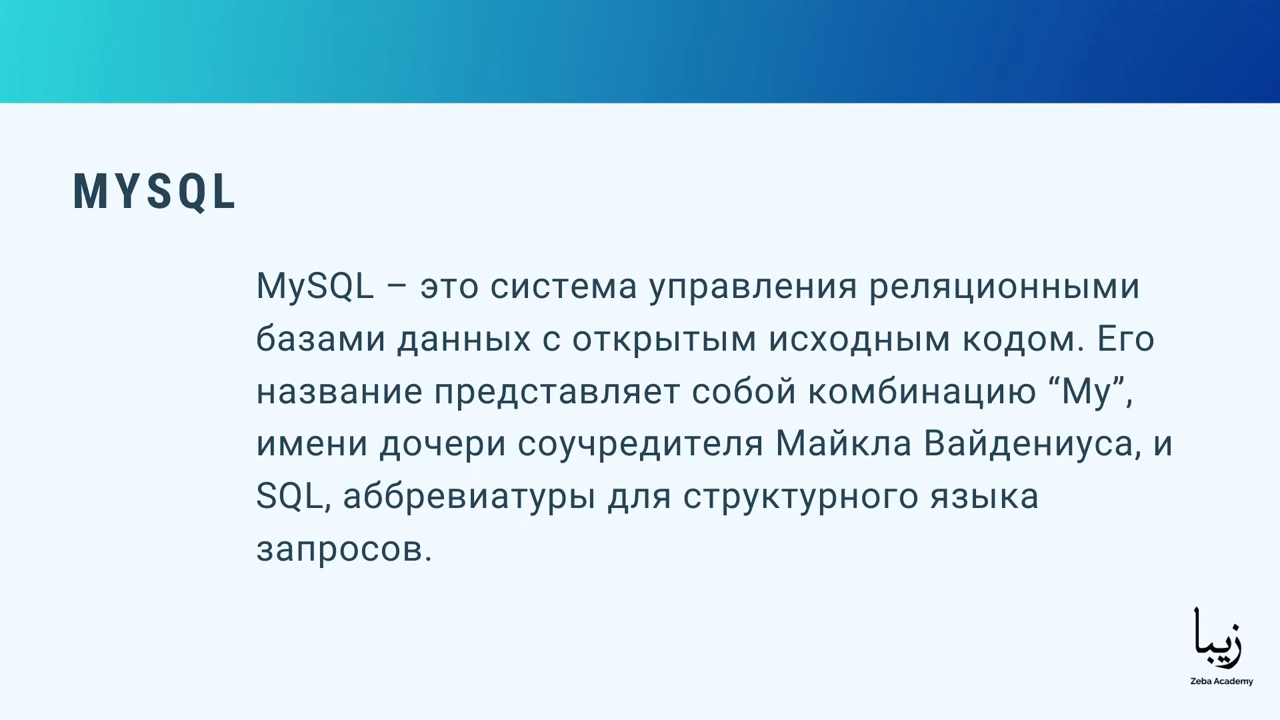 MYSQL
MySQL – это система управления реляционными
базами данных с открытым исходным кодом. Его
название представляет собой комбинацию “My”,
имени дочери соучредителя Майкла Вайдениуса, и
SQL, аббревиатуры для структурного языка
запросов.
زيبا
Zeba Academy